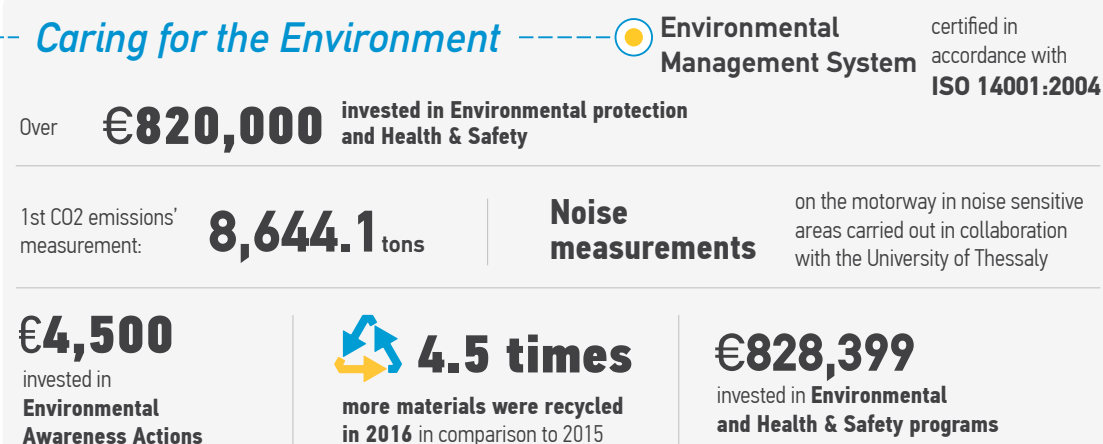 Caring for the Environment
Environmental
Management System
certified in
accordance with
ISO 14001:2004
Over €820,000 invested in Environmental protection
and Health & Safety
1st CO2 emissions'
measurement:
8,644.1 tons
Noise
measurements
on the motorway in noise sensitive
areas carried out in collaboration
with the University of Thessaly
€4,500
invested in
Environmental
Awareness Actions
4.5 times
more materials were recycled
in 2016 in comparison to 2015
€828,399
invested in Environmental
and Health & Safety programs